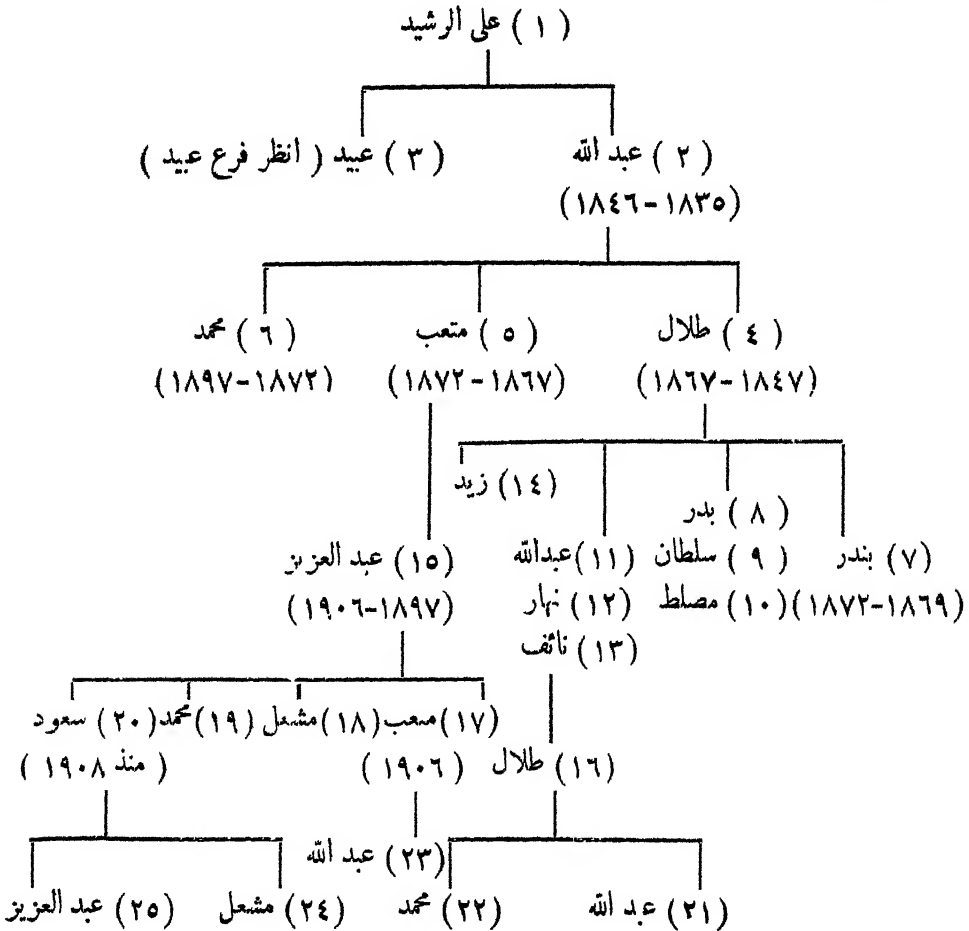 ( ١ ) على الرشيد
( ٢ ) عبد الله ( ٣ ) عبيد ( انظر فرع عبيد )
(١٨٣٥-١٨٤٦)
( ٤ ) طلال ( ٥ ) متعب ( ٦ ) محمد
(١٨٤٧-١٨٦٧) (١٨٦٧-١٨٧٢) (١٨٧٢-١٨٩٧)
(١٤) زيد
( ٨ ) بدر
(٧) بندر ( ٩ ) سلطان (١١) عبدالله (١٥) عبد العزيز
(١٨٦٩-١٨٧٢) (١٠) مصلط (١٢) نهار (١٨٩٧-١٩٠٦)
(١٣) نائف
(١٧) متعب (١٨) مشعل (١٩) محمد (٢٠) سعود
(١٦) طلال (١٩٠٦) ( منذ ١٩٠٨ )
(٢٣) عبد الله
(٢١) عبد الله (٢٢) محمد (٢٤) مشعل (٢٥) عبد العزيز